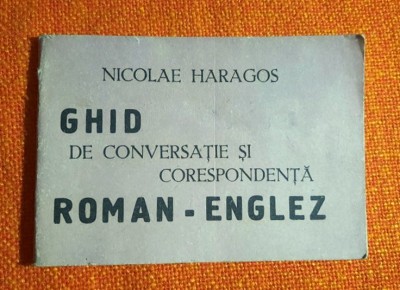 NICOLAE HARAGOS
GHID
DE CONVERSAȚIE ȘI
CORESPONDENȚĂ
ROMAN - ENGLEZ